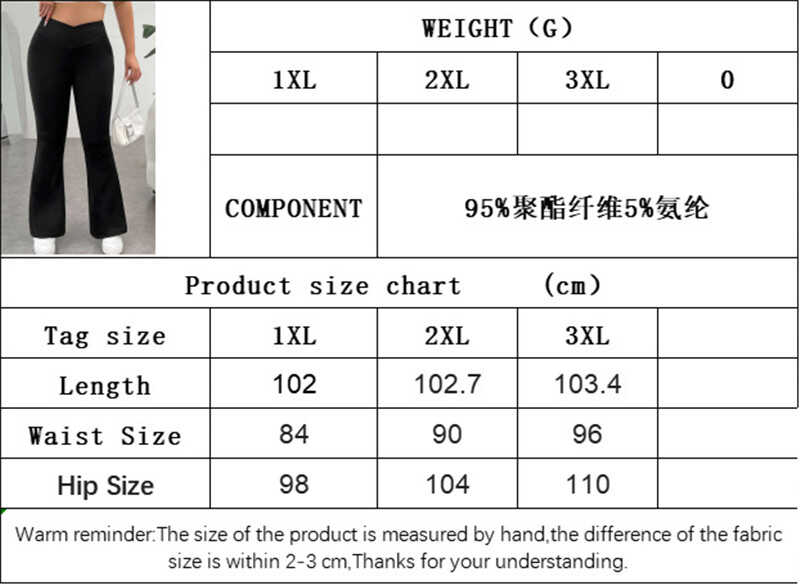 WEIGHT（G）
1XL 2XL 3XL 0
COMPONENT 95%聚酯纤维5%氨纶
Product size chart （cm）
Tag size 1XL 2XL 3XL
Length 102 102.7 103.4
Waist Size 84 90 96
Hip Size 98 104 110
Warm reminder:The size of the product is measured by hand,the difference of the fabric
size is within 2-3 cm,Thanks for your understanding.